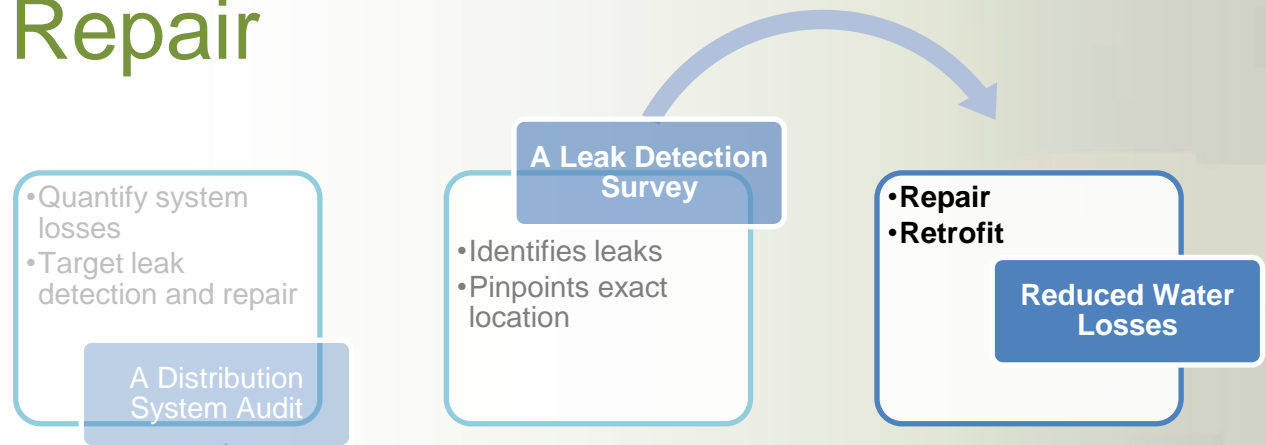 Repair
•Quantify system
losses
•Target leak
detection and repair
A Distribution
System Audit
A Leak Detection
Survey
•Identifies leaks
•Pinpoints exact
location
•Repair
•Retrofit
Reduced Water
Losses